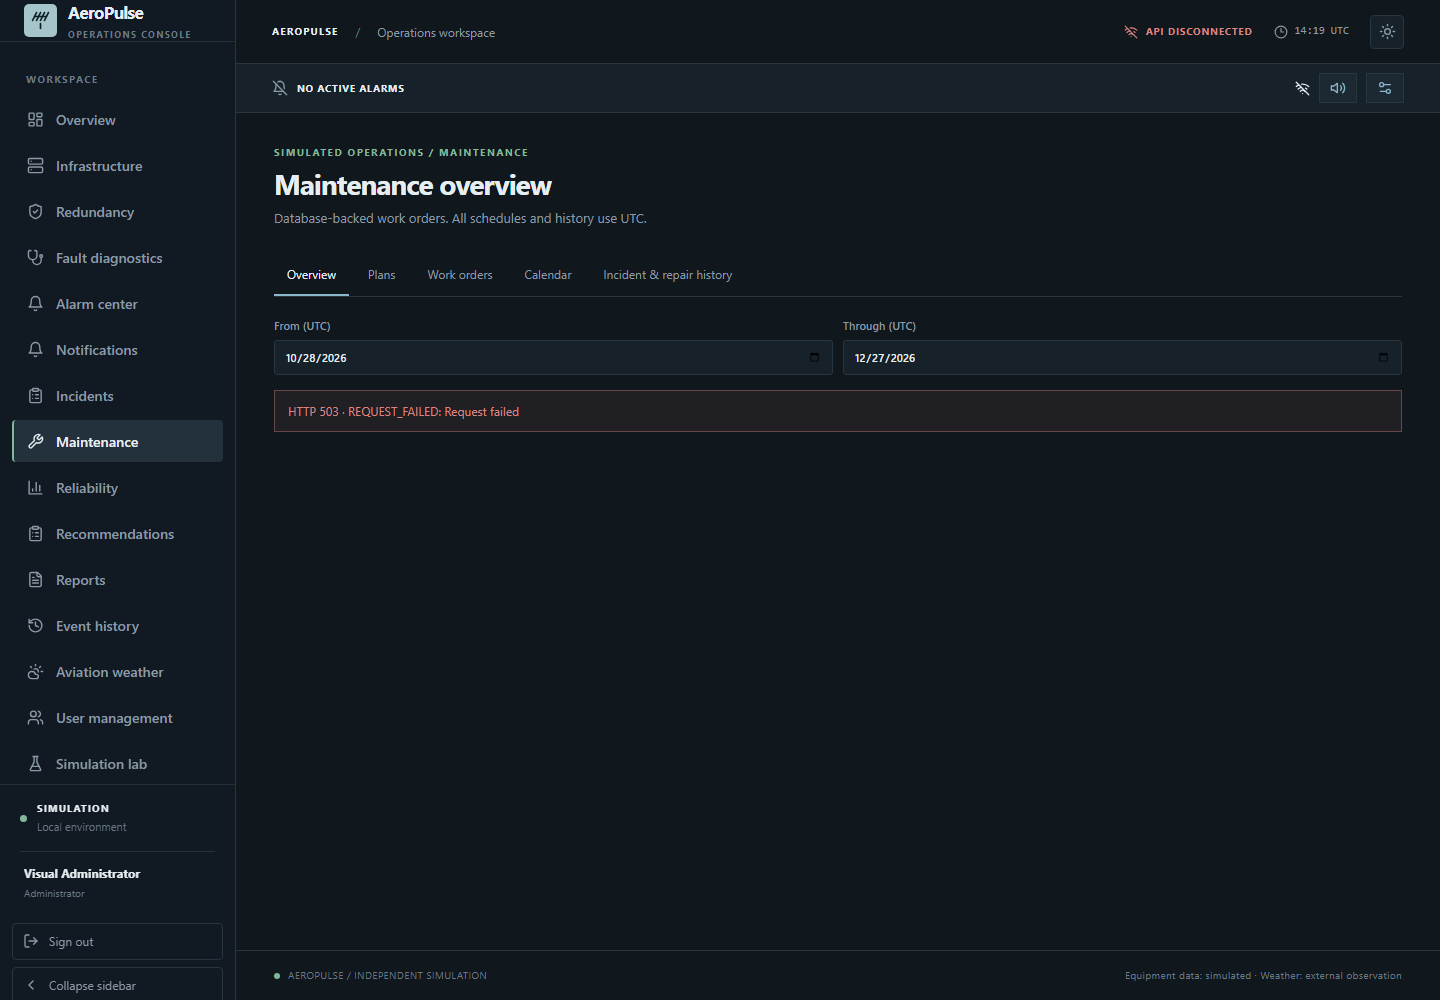 AeroPulse
OPERATIONS CONSOLE
WORKSPACE
Overview
Infrastructure
Redundancy
Fault diagnostics
Alarm center
Notifications
Incidents
Maintenance
Reliability
Recommendations
Reports
Event history
Aviation weather
User management
Simulation lab
SIMULATION
Local environment
Visual Administrator
Administrator
Sign out
Collapse sidebar
AEROPULSE / Operations workspace
API DISCONNECTED
14:19 UTC
NO ACTIVE ALARMS
SIMULATED OPERATIONS / MAINTENANCE
Maintenance overview
Database-backed work orders. All schedules and history use UTC.
Overview Plans Work orders Calendar Incident & repair history
From (UTC)
10/28/2026
Through (UTC)
12/27/2026
HTTP 503 · REQUEST_FAILED: Request failed
AEROPULSE / INDEPENDENT SIMULATION
Equipment data: simulated · Weather: external observation